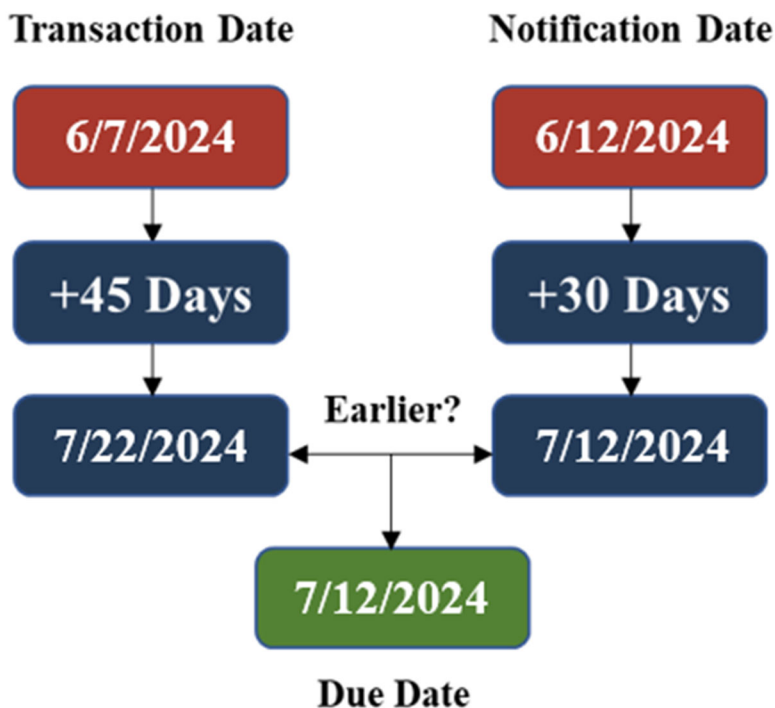 Transaction Date
Notification Date
6/7/2024
6/12/2024
+45 Days
+30 Days
7/22/2024
Earlier?
7/12/2024
7/12/2024
Due Date